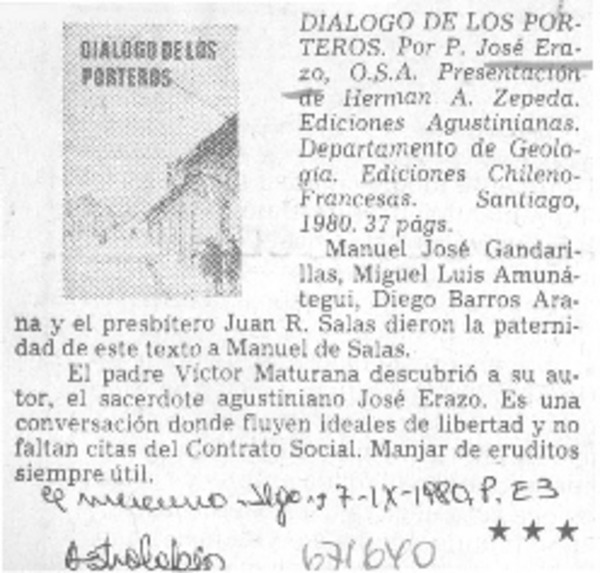 DIALOGO DE LOS
PORTEROS
DIALOGO DE LOS POR-
TEROS. Por P. José Era-
zo, O.S.A. Presentación
de Herman A. Zepeda.
Ediciones Agustinianas.
Departamento de Geolo-
gía. Ediciones Chileno-
Francesas. Santiago,
1980. 37 págs.
Manuel José Gandari-
llas, Miguel Luis Amuná-
tegui, Diego Barros Ara-
na y el presbítero Juan R. Salas dieron la paterni-
dad de este texto a Manuel de Salas.
El padre Víctor Maturana descubrió a su au-
tor, el sacerdote agustiniano José Erazo. Es una
conversación donde fluyen ideales de libertad y no
faltan citas del Contrato Social. Manjar de eruditos
siempre útil.
El Mercurio Stgo., 7-IX-1980, P. E3
★★★
Astrolabio 671640